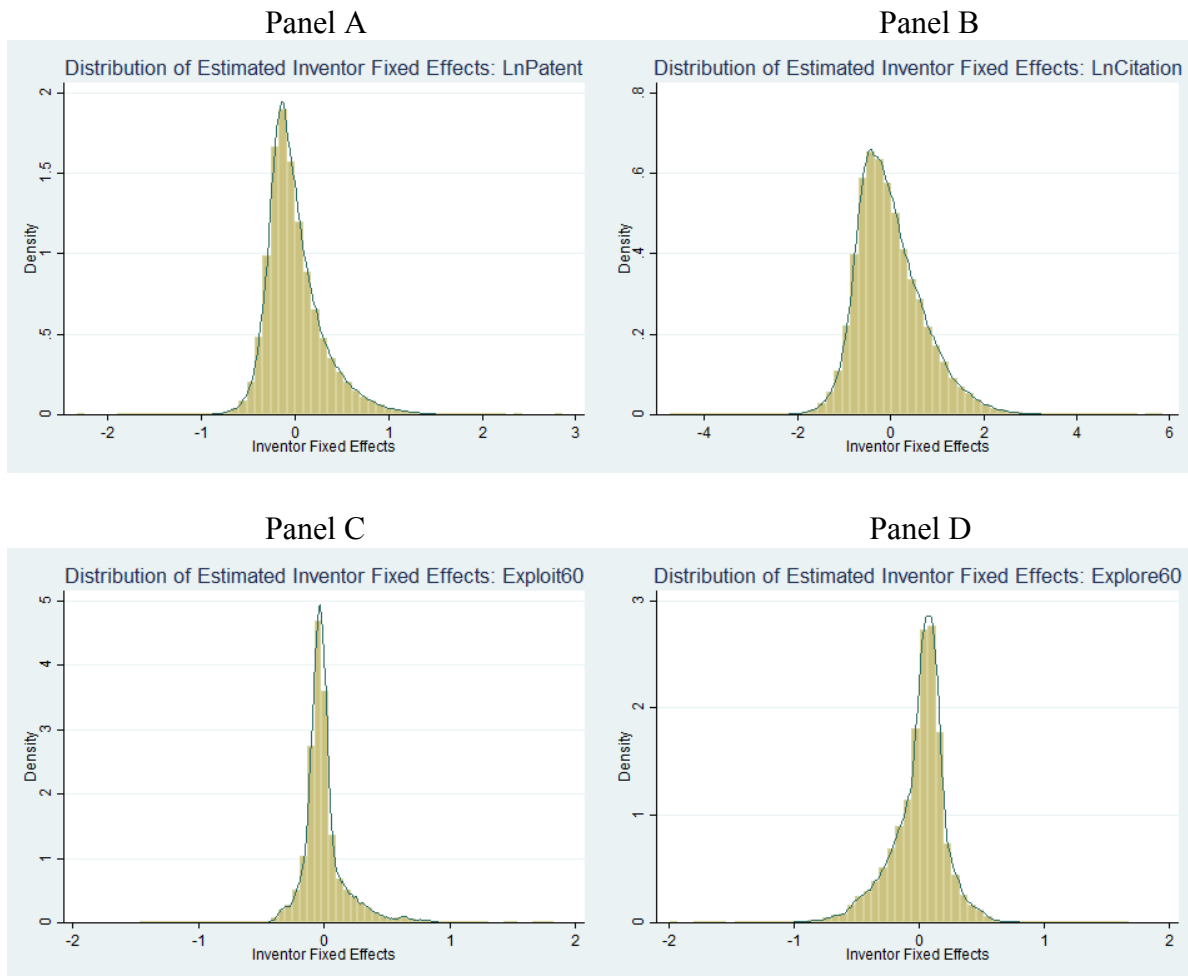 Panel A
Panel B
Distribution of Estimated Inventor Fixed Effects: LnPatent
Density
2
1.5
1
.5
0
-2
-1
0
1
2
3
Inventor Fixed Effects
Distribution of Estimated Inventor Fixed Effects: LnCitation
Density
.8
.6
.4
.2
0
-4
-2
0
2
4
6
Inventor Fixed Effects
Panel C
Panel D
Distribution of Estimated Inventor Fixed Effects: Exploit60
Density
5
4
3
2
1
0
-2
-1
0
1
2
Inventor Fixed Effects
Distribution of Estimated Inventor Fixed Effects: Explore60
Density
3
2
1
0
-2
-1
0
1
2
Inventor Fixed Effects